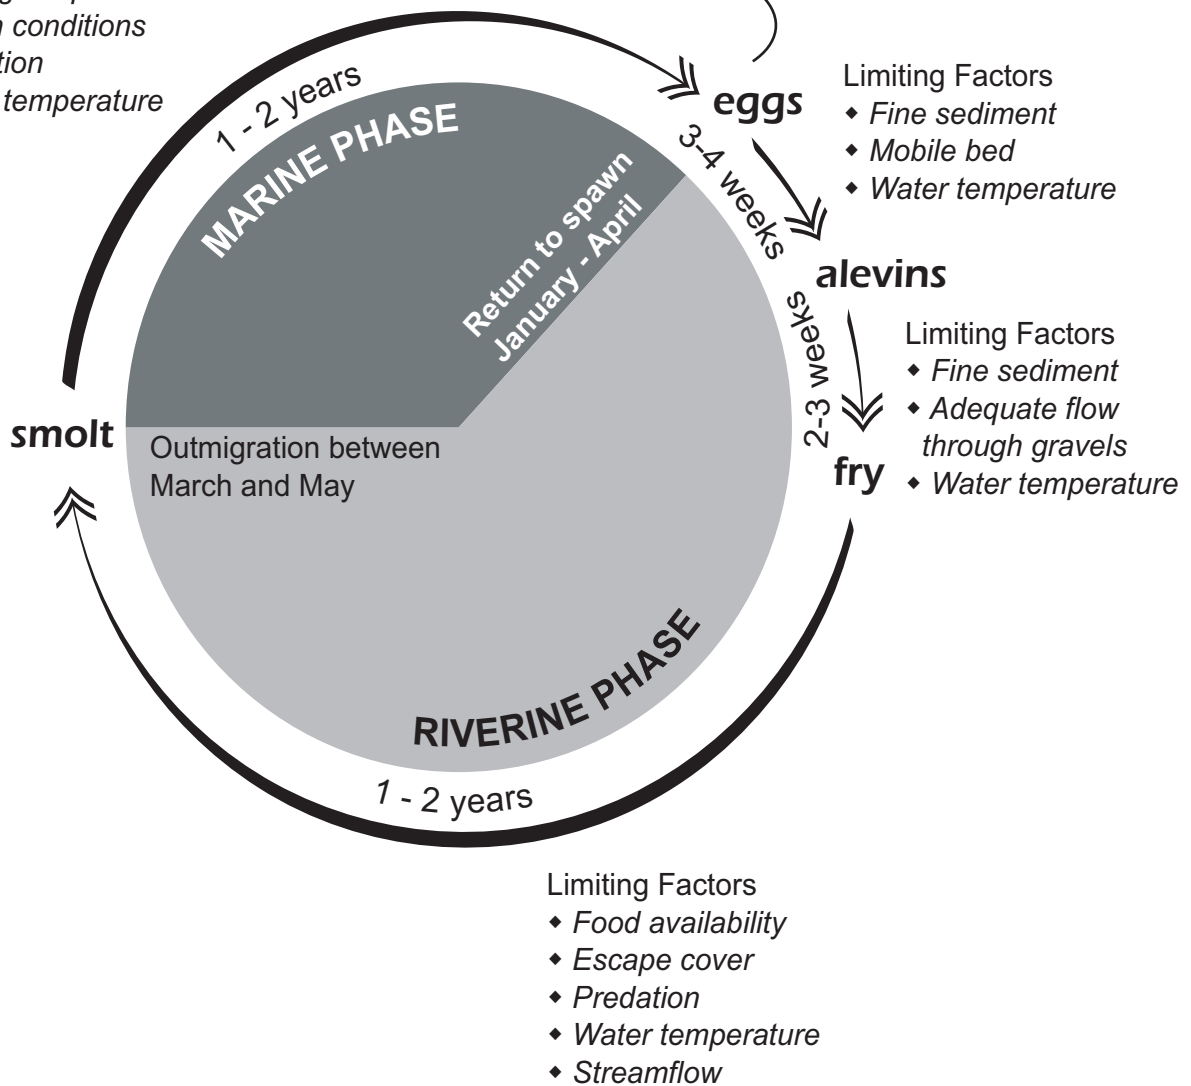 conditions
temperature
1 - 2 years
MARINE PHASE
Return to spawn
January - April
eggs
3-4 weeks
Limiting Factors
◆ Fine sediment
◆ Mobile bed
◆ Water temperature
alevins
2-3 weeks
Limiting Factors
◆ Fine sediment
◆ Adequate flow
through gravels
◆ Water temperature
fry
smolt
Outmigration between
March and May
RIVERINE PHASE
1 - 2 years
Limiting Factors
◆ Food availability
◆ Escape cover
◆ Predation
◆ Water temperature
◆ Streamflow